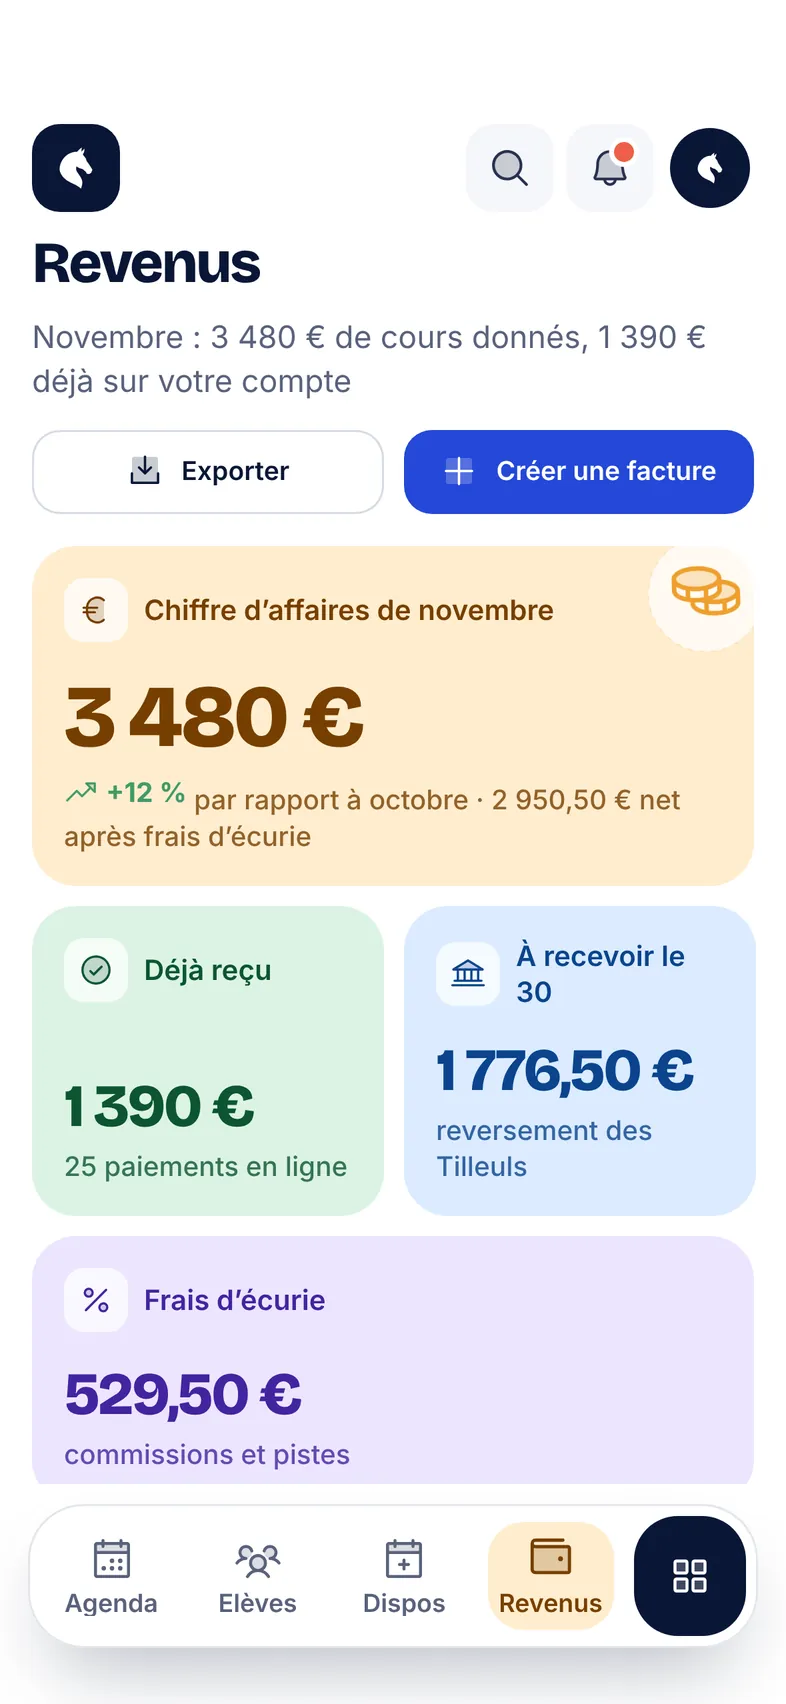 Revenus
Novembre : 3 480 € de cours donnés, 1 390 €
déjà sur votre compte
Exporter
Créer une facture
€
Chiffre d’affaires de novembre
3 480 €
+12 % par rapport à octobre · 2 950,50 € net
après frais d’écurie
Déjà reçu
1 390 €
25 paiements en ligne
À recevoir le
30
1 776,50 €
reversement des
Tilleuls
%
Frais d’écurie
529,50 €
commissions et pistes
Agenda
Elèves
Dispos
Revenus